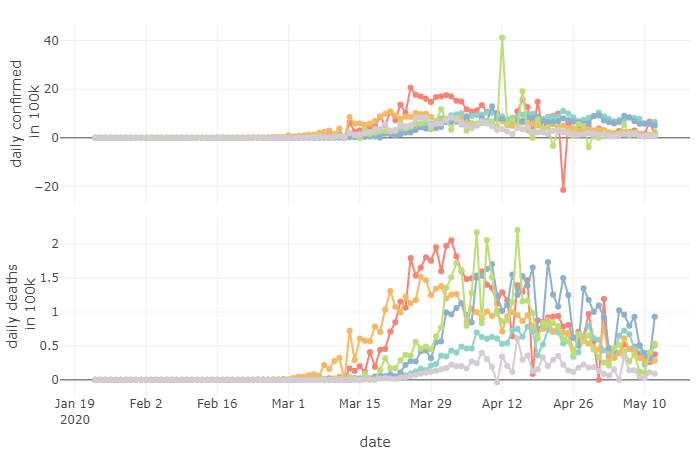 40
20
0
−20
daily confirmed
in 100k
2
1.5
1
0.5
0
daily deaths
in 100k
Jan 19
2020
Feb 2
Feb 16
Mar 1
Mar 15
Mar 29
Apr 12
Apr 26
May 10
date